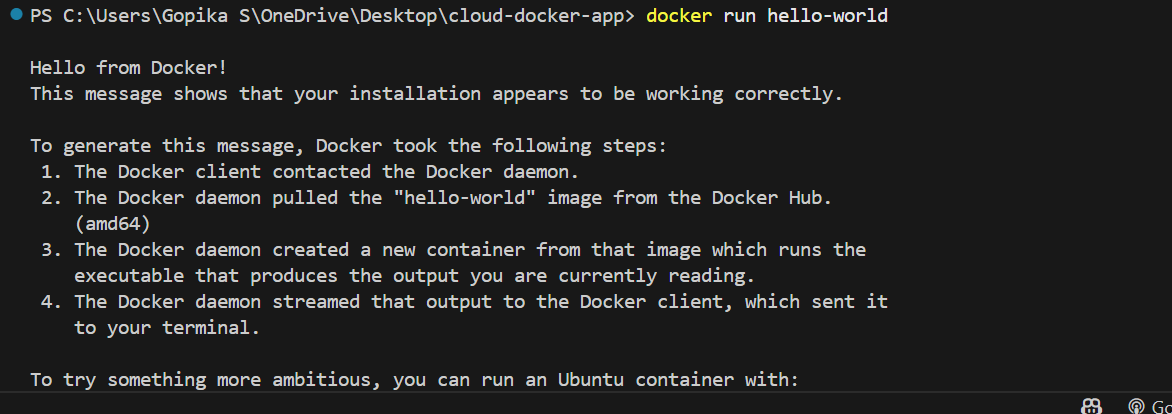 PS C:\Users\Gopika S\OneDrive\Desktop\cloud-docker-app> docker run hello-world
Hello from Docker!
This message shows that your installation appears to be working correctly.
To generate this message, Docker took the following steps:
1. The Docker client contacted the Docker daemon.
2. The Docker daemon pulled the "hello-world" image from the Docker Hub.
(amd64)
3. The Docker daemon created a new container from that image which runs the
executable that produces the output you are currently reading.
4. The Docker daemon streamed that output to the Docker client, which sent it
to your terminal.
To try something more ambitious, you can run an Ubuntu container with:
Go